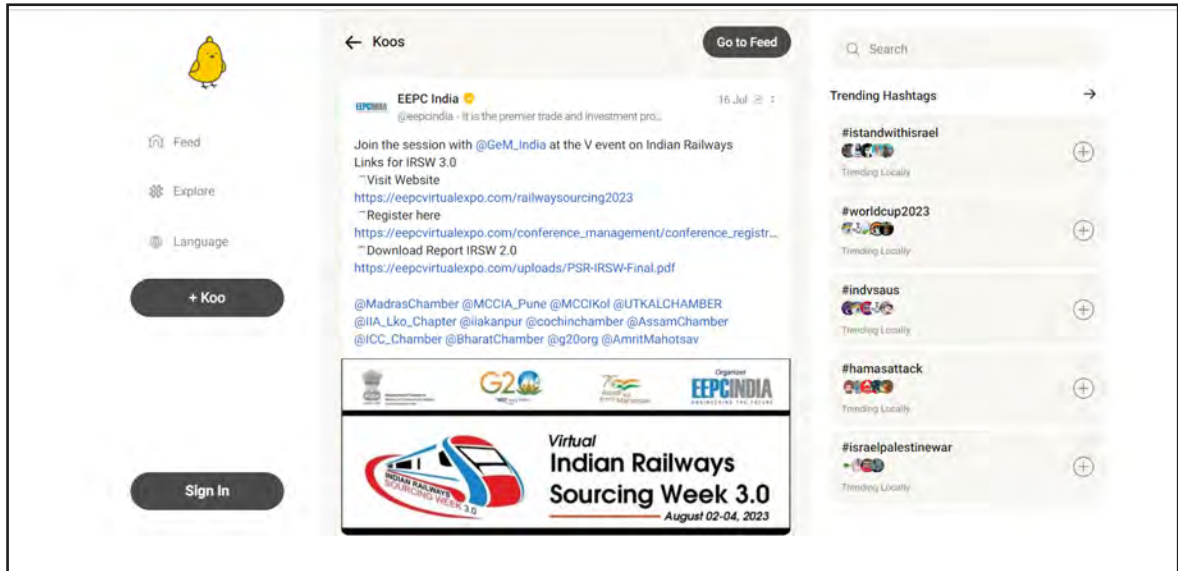 Koos
Go to Feed
EEPC India
16 Jul
@eepcindia - It is the premier trade and investment pro...
Join the session with @GeM_India at the V event on Indian Railways
Links for IRSW 3.0
Visit Website
https://eepcvirtualexpo.com/railwaysourcing2023
Register here
https://eepcvirtualexpo.com/conference_management/conference_registr...
Download Report IRSW 2.0
https://eepcvirtualexpo.com/uploads/PSR-IRSW-Final.pdf
@MadrasChamber @MCCIA_Pune @MCCIKol @UTKALCHAMBER
@IIA_Lko_Chapter @iiakanpur @cochinchamber @AssamChamber
@ICC_Chamber @BharatChamber @g20org @AmritMahotsav
G20
Organizer
EEPCINDIA
ENGINEERING THE FUTURE
INDIAN RAILWAYS
SOURCING WEEK 3.0
Virtual
Indian Railways
Sourcing Week 3.0
August 02-04, 2023
Feed
Explore
Language
+ Koo
Sign In
Search
Trending Hashtags
#istandwithisrael
Trending Locally
#worldcup2023
Trending Locally
#indvsaus
Trending Locally
#hamasattack
Trending Locally
#israelpalestinewar
Trending Locally